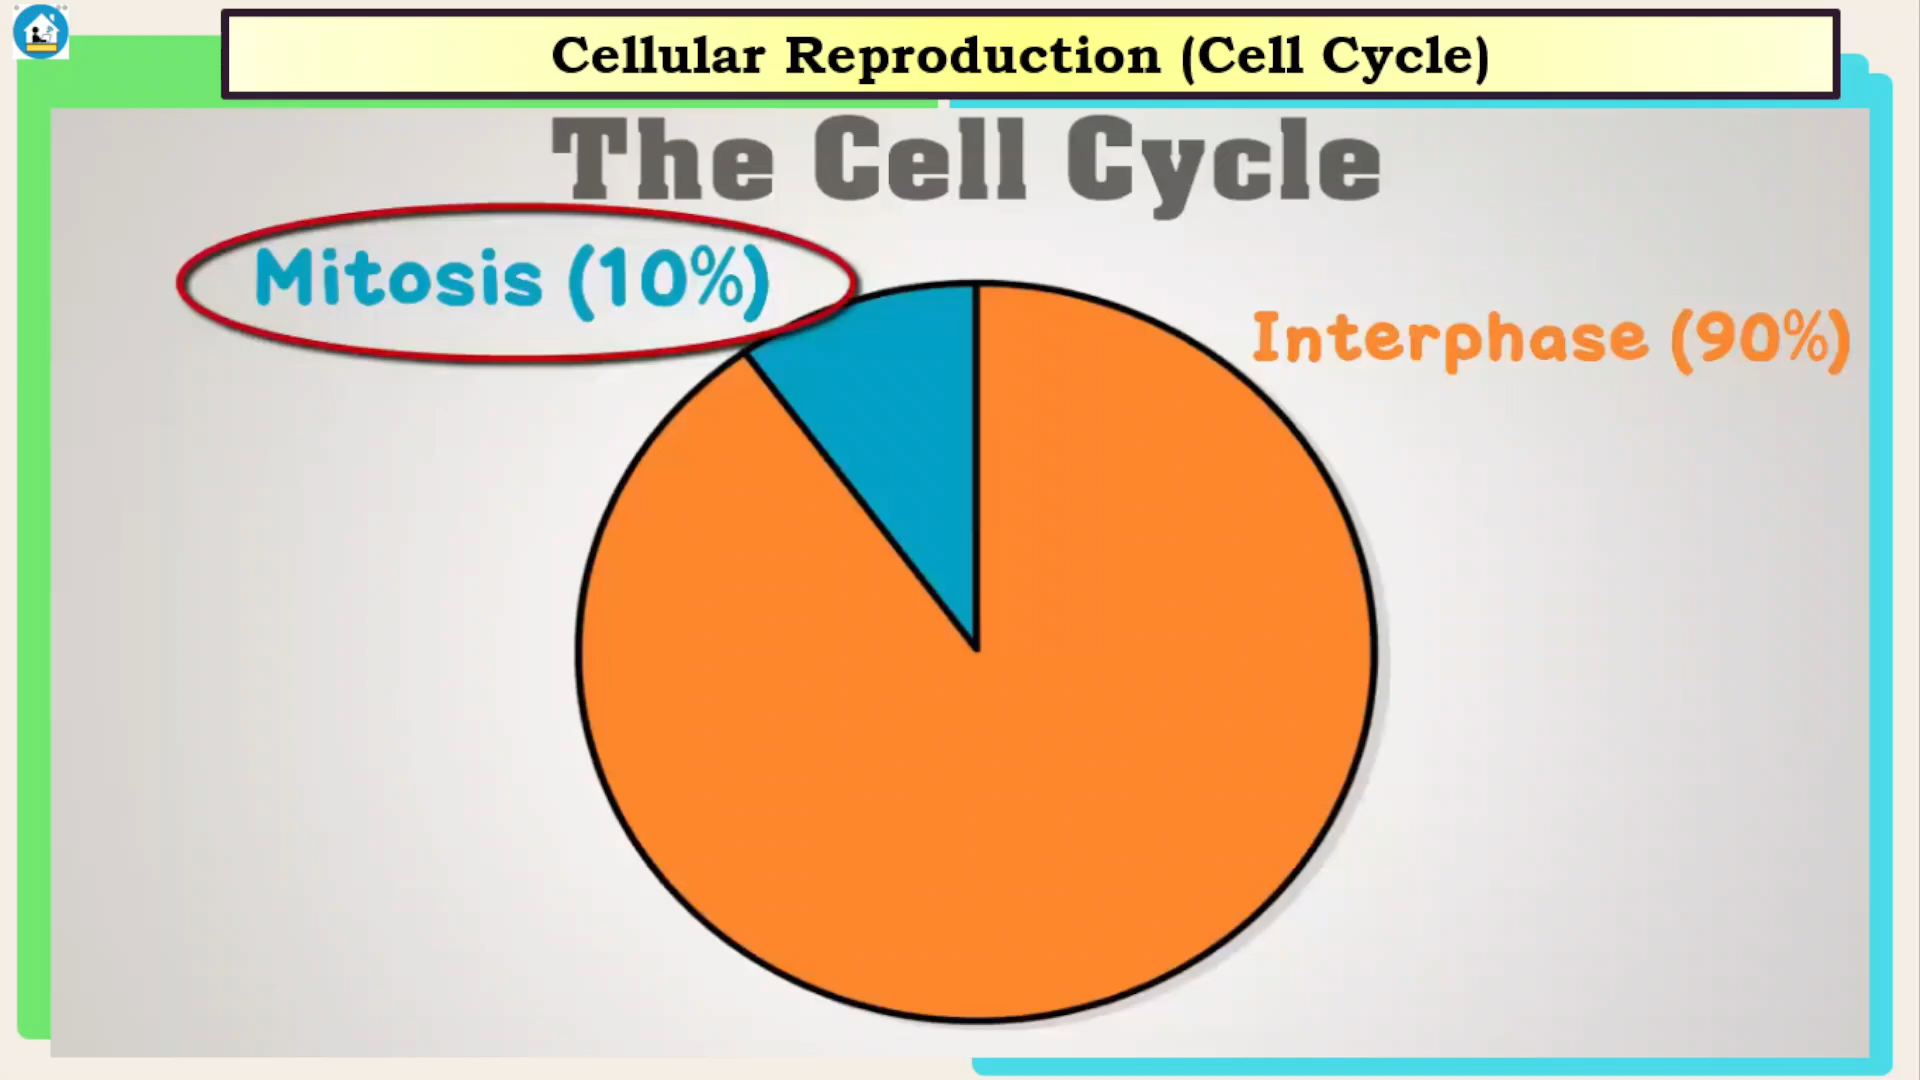 Cellular Reproduction (Cell Cycle)
The Cell Cycle
Mitosis (10%)
Interphase (90%)